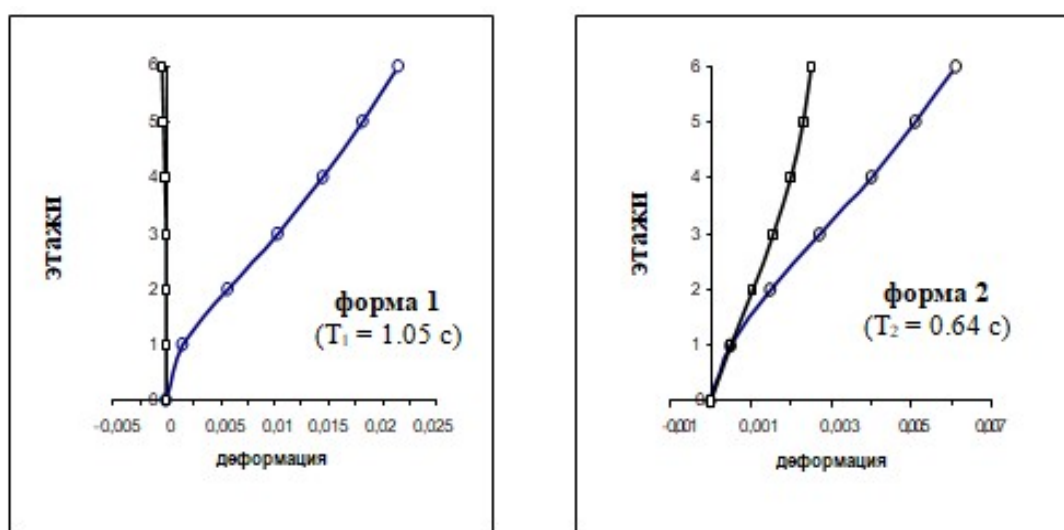 этажи
6
5
4
3
2
1
0
-0,005 0 0,005 0,01 0,015 0,02 0,025
деформация
форма 1
(T₁ = 1.05 с)
этажи
6
5
4
3
2
1
0
-0,001 0,001 0,003 0,005 0,007
деформация
форма 2
(T₂ = 0.64 с)